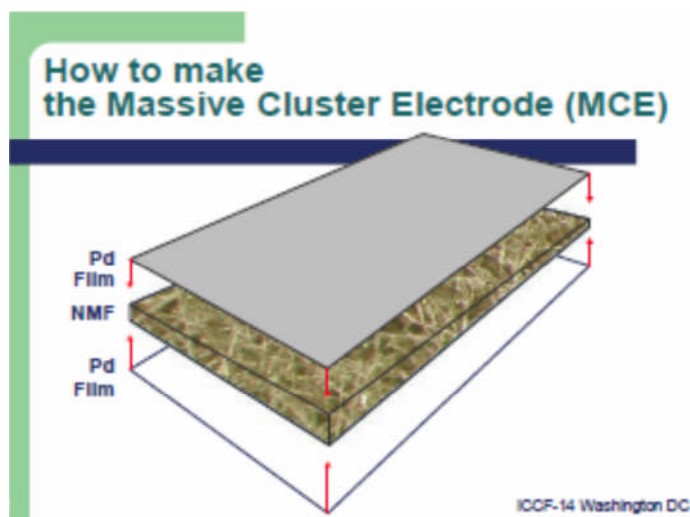 How to make
the Massive Cluster Electrode (MCE)
Pd
Film
NMF
Pd
Film
ICCF-14 Washington DC